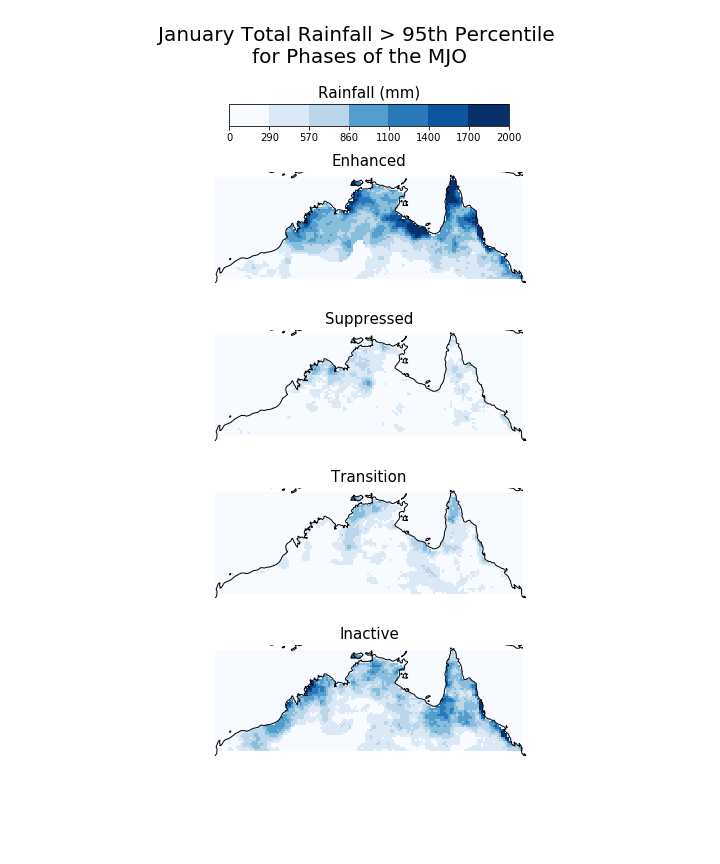 January Total Rainfall > 95th Percentile
for Phases of the MJO
Rainfall (mm)
0 290 570 860 1100 1400 1700 2000
Enhanced
Suppressed
Transition
Inactive